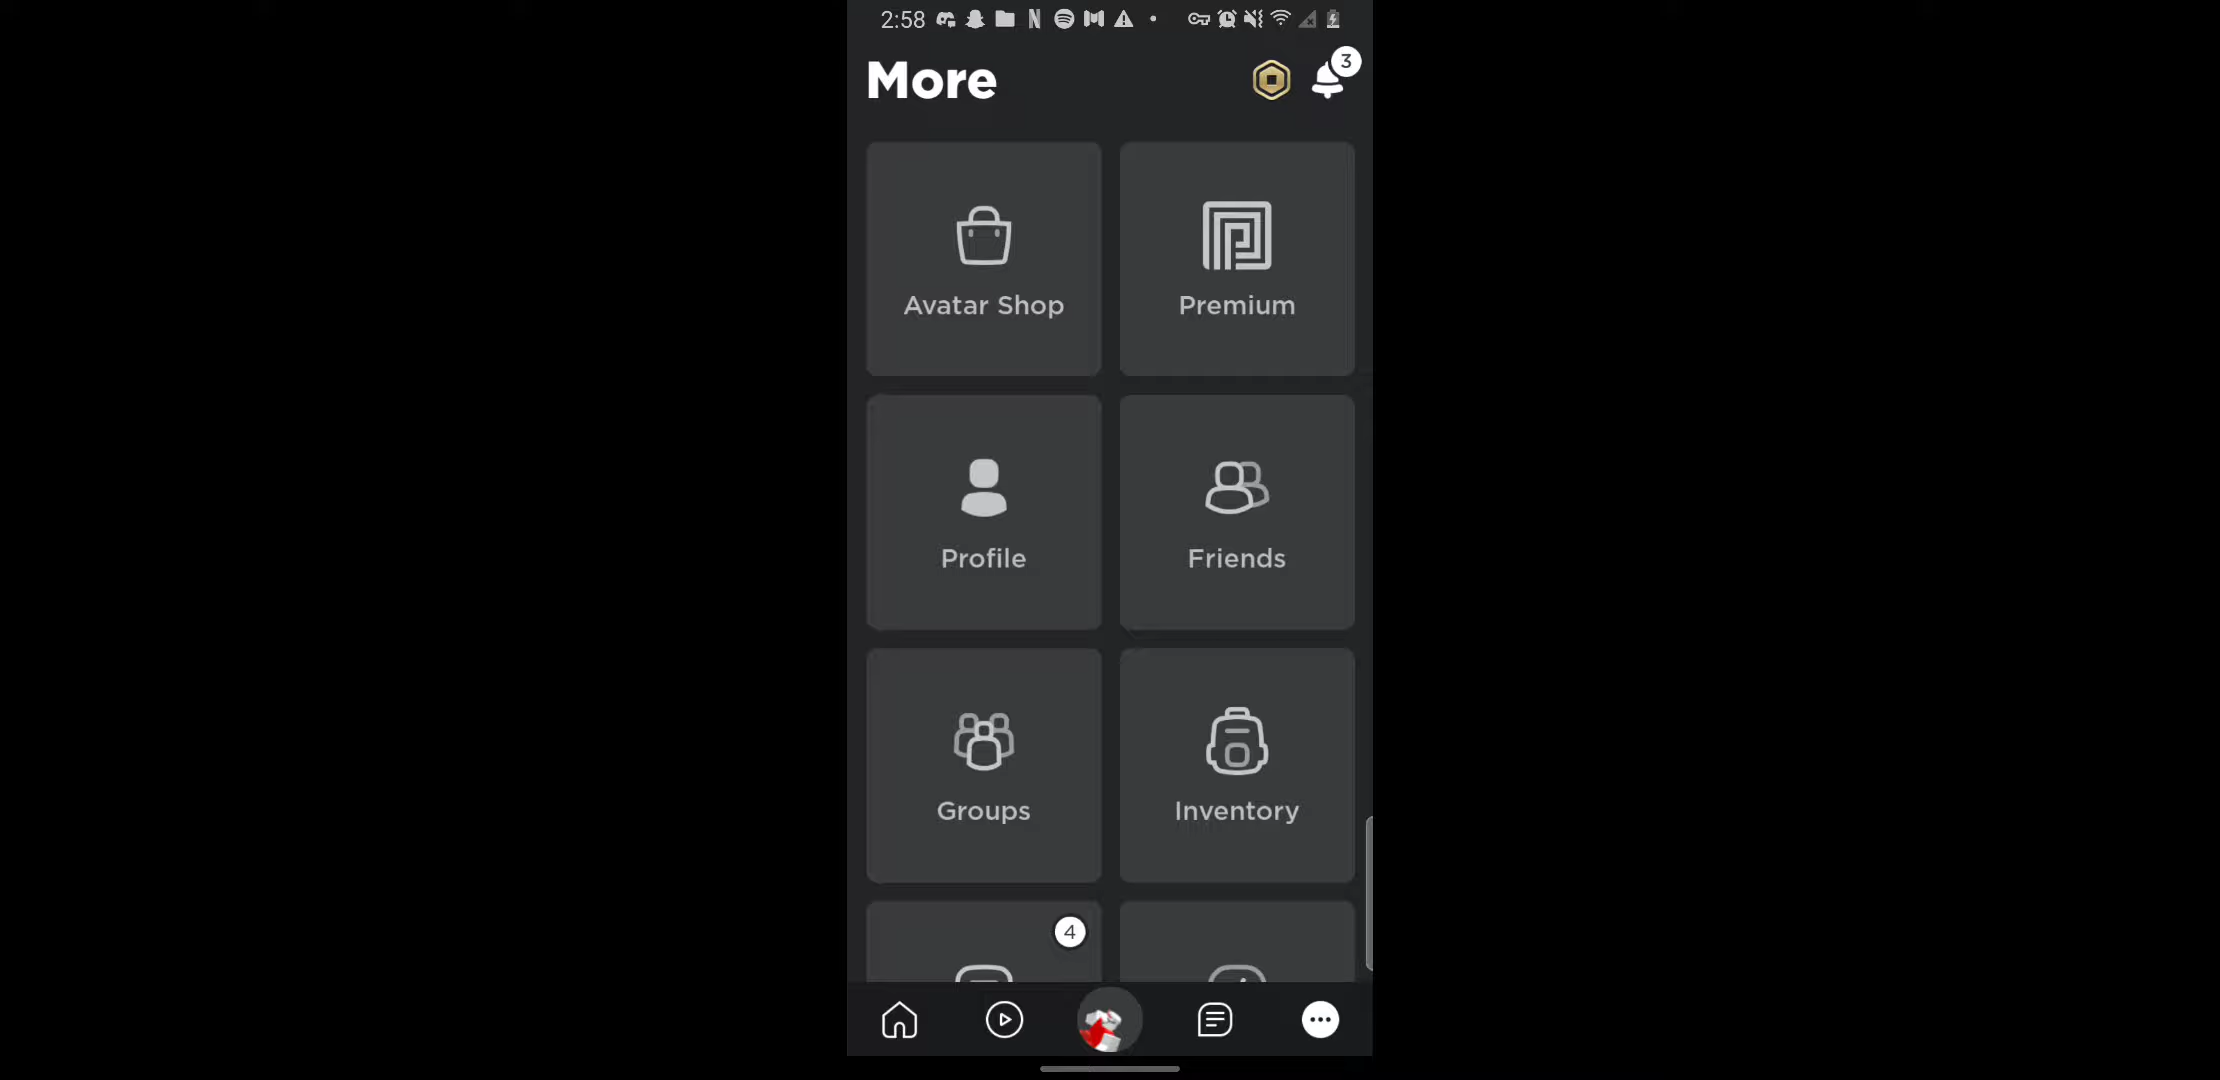 2:58
More
3
Avatar Shop
Premium
Profile
Friends
Groups
Inventory
4